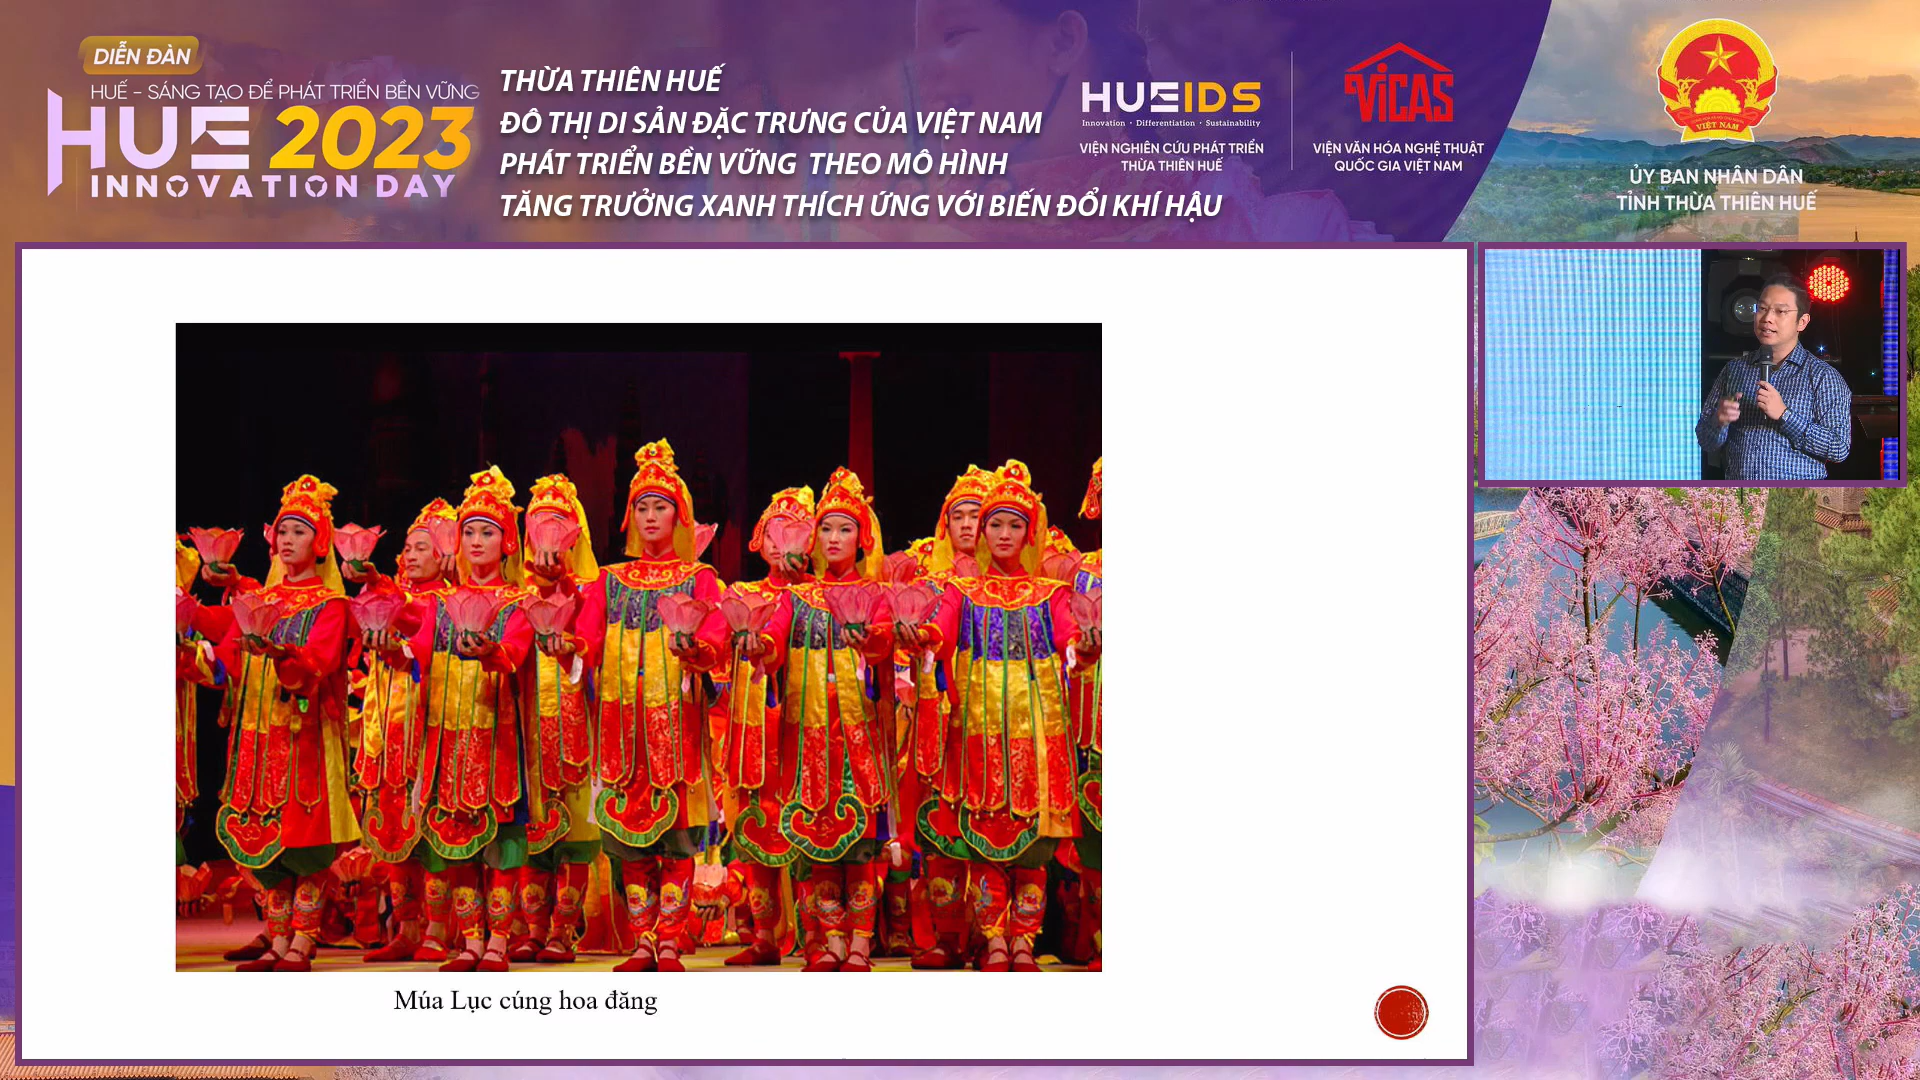 DIỄN ĐÀN
HUẾ – SÁNG TẠO ĐỂ PHÁT TRIỂN BỀN VỮNG
HUE 2023
INNOVATION DAY
THỪA THIÊN HUẾ
ĐÔ THỊ DI SẢN ĐẶC TRƯNG CỦA VIỆT NAM
PHÁT TRIỂN BỀN VỮNG THEO MÔ HÌNH
TĂNG TRƯỞNG XANH THÍCH ỨNG VỚI BIẾN ĐỔI KHÍ HẬU
HUEIDS
Innovation · Differentiation · Sustainability
VIỆN NGHIÊN CỨU PHÁT TRIỂN
THỪA THIÊN HUẾ
VICAS
VIỆN VĂN HÓA NGHỆ THUẬT
QUỐC GIA VIỆT NAM
VIỆT NAM
ỦY BAN NHÂN DÂN
TỈNH THỪA THIÊN HUẾ
Múa Lục cúng hoa đăng